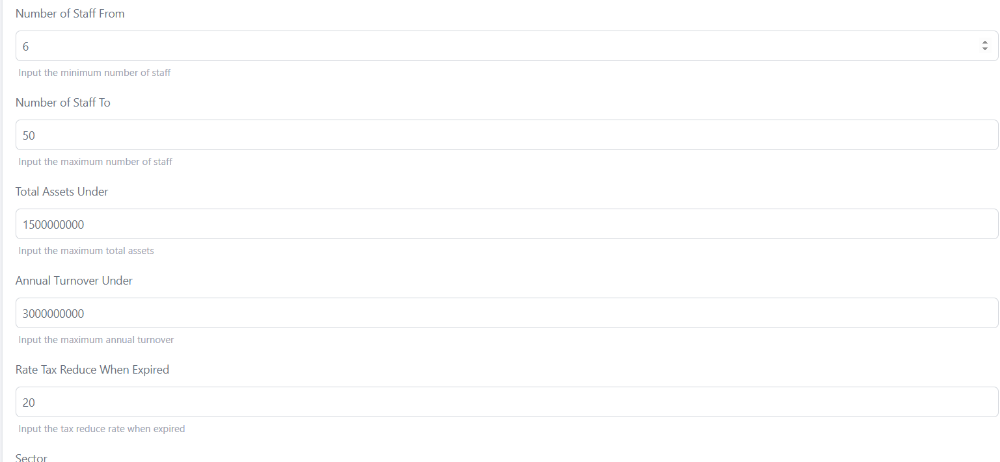 Number of Staff From
6
Input the minimum number of staff
Number of Staff To
50
Input the maximum number of staff
Total Assets Under
1500000000
Input the maximum total assets
Annual Turnover Under
3000000000
Input the maximum annual turnover
Rate Tax Reduce When Expired
20
Input the tax reduce rate when expired
Sector